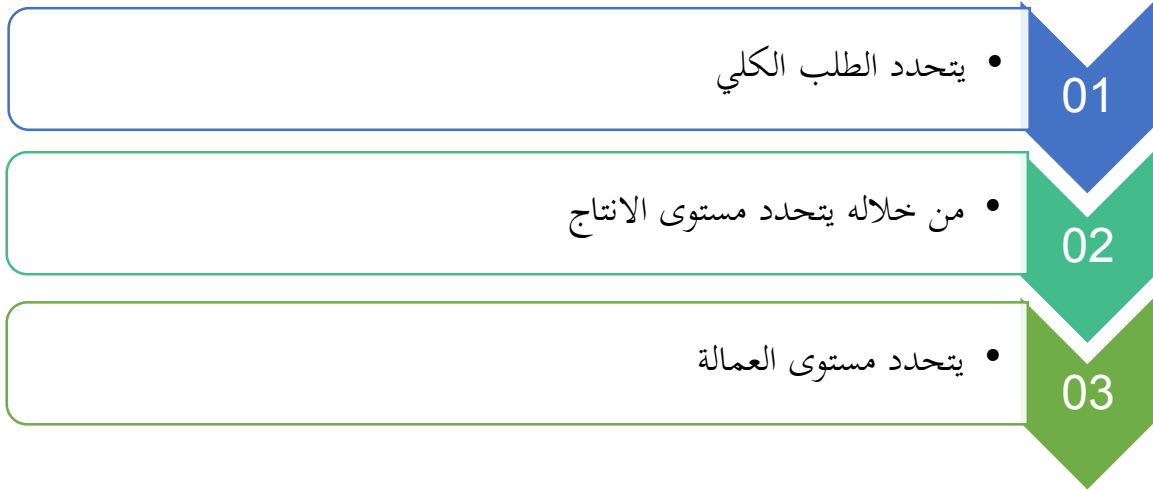 01
• يتحدد الطلب الكلي
02
• من خلاله يتحدد مستوى الانتاج
03
• يتحدد مستوى العمالة